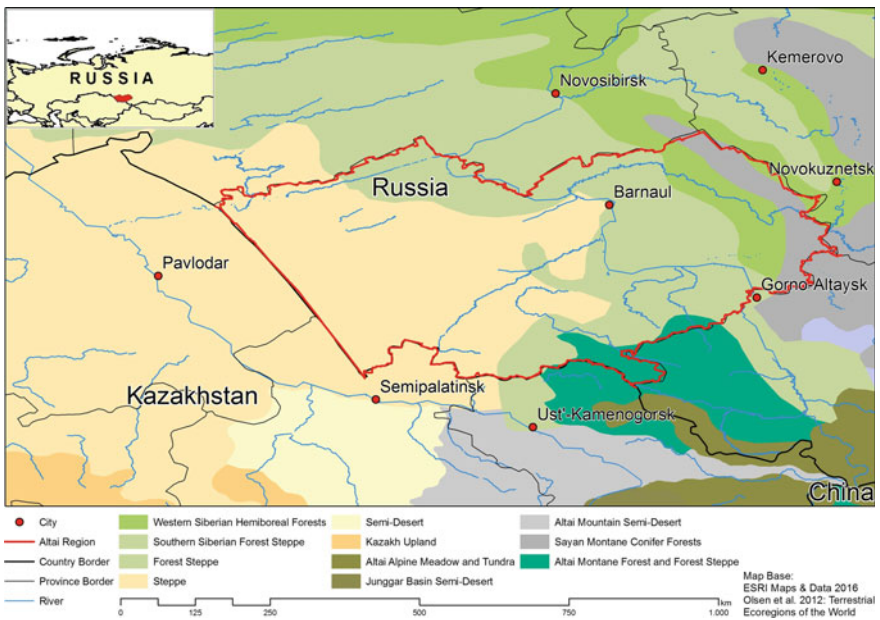 RUSSIA
Kemerovo
Novosibirsk
Novokuznetsk
Russia
Barnaul
Pavlodar
Gorno-Altaysk
Kazakhstan
Semipalatinsk
Ust'-Kamenogorsk
China
City
Altai Region
Country Border
Province Border
River
Western Siberian Hemiboreal Forests
Southern Siberian Forest Steppe
Forest Steppe
Steppe
Semi-Desert
Kazakh Upland
Altai Alpine Meadow and Tundra
Junggar Basin Semi-Desert
Altai Mountain Semi-Desert
Sayan Montane Conifer Forests
Altai Montane Forest and Forest Steppe
0 125 250 500 750 1.000 km
Map Base:
ESRI Maps & Data 2016
Olsen et al. 2012: Terrestrial
Ecoregions of the World